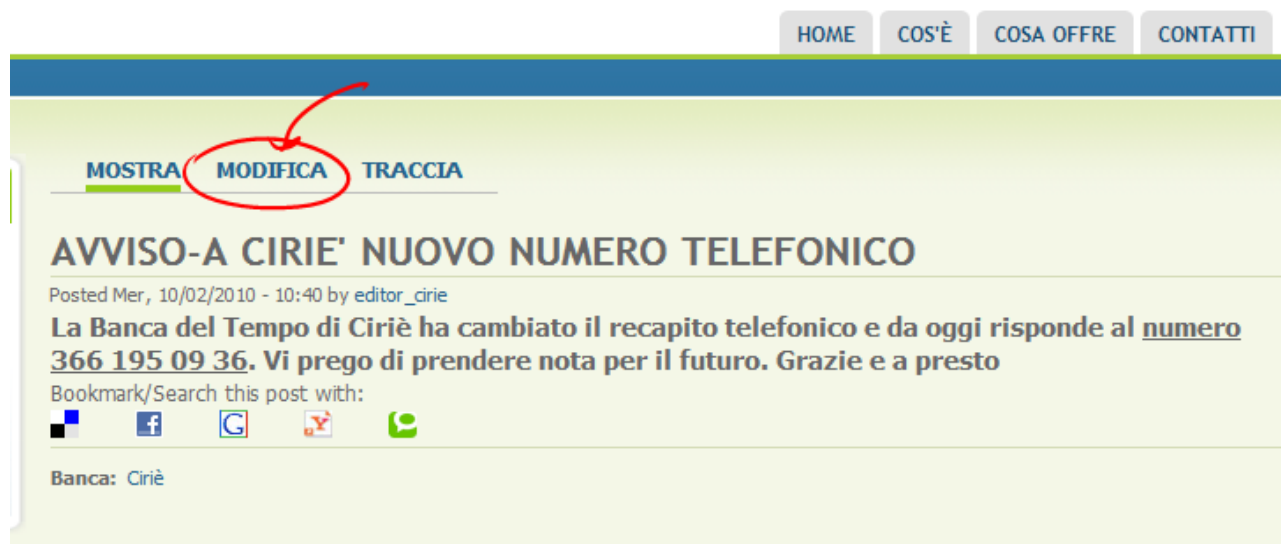 HOME COS'È COSA OFFRE CONTATTI
MOSTRA MODIFICA TRACCIA
AVVISO-A CIRIE' NUOVO NUMERO TELEFONICO
Posted Mer, 10/02/2010 - 10:40 by editor_cirie
La Banca del Tempo di Ciriè ha cambiato il recapito telefonico e da oggi risponde al numero
366 195 09 36. Vi prego di prendere nota per il futuro. Grazie e a presto
Bookmark/Search this post with:
Banca: Ciriè